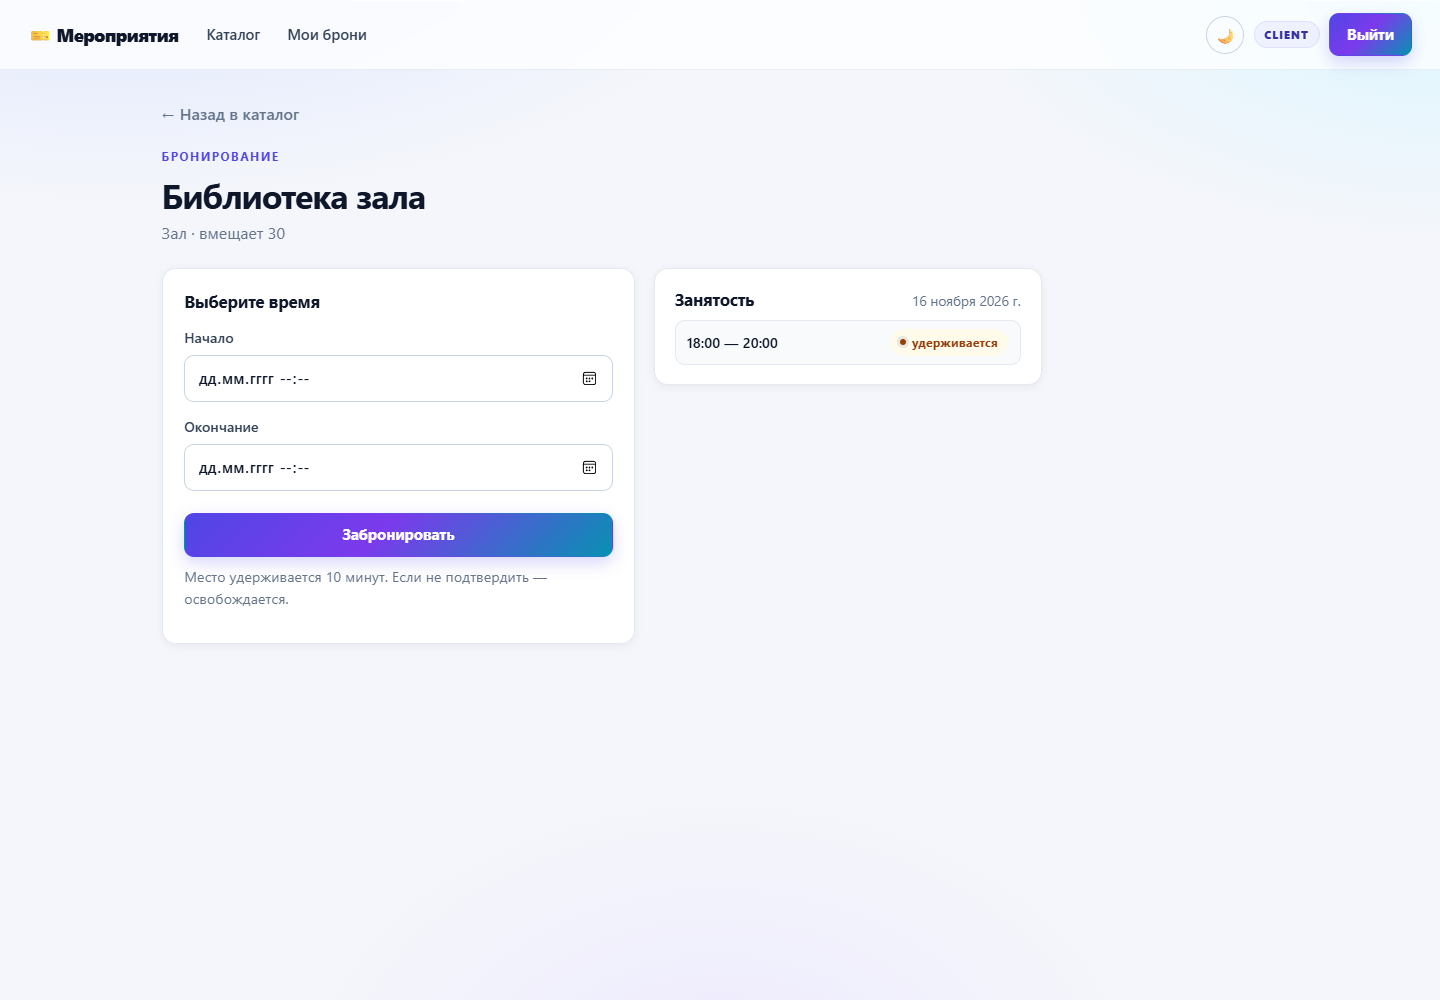 Мероприятия Каталог Мои брони CLIENT Выйти
← Назад в каталог
БРОНИРОВАНИЕ
Библиотека зала
Зал · вмещает 30
Выберите время
Начало
дд.мм.гггг --:--
Окончание
дд.мм.гггг --:--
Забронировать
Место удерживается 10 минут. Если не подтвердить —
освобождается.
Занятость 16 ноября 2026 г.
18:00 — 20:00 удерживается